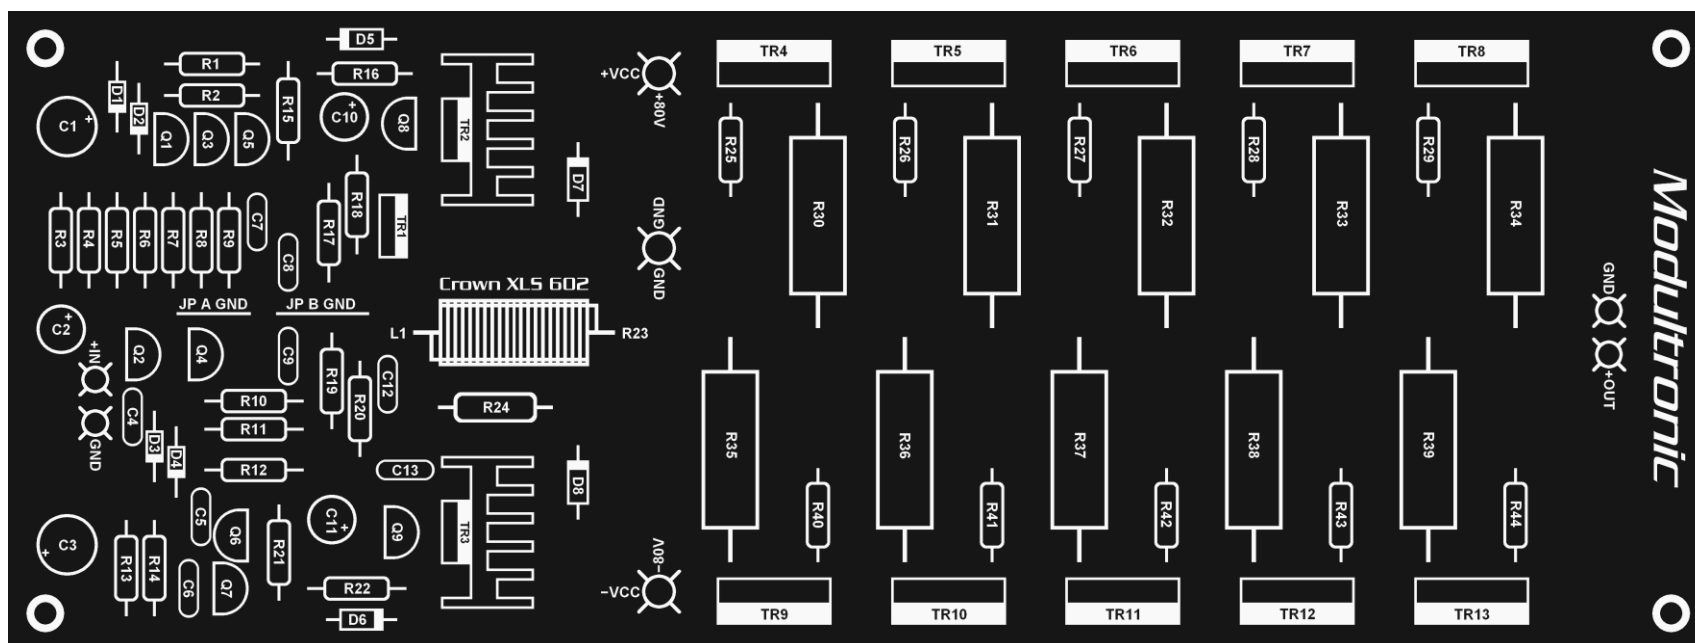 D5
TR4
TR5
TR6
TR7
TR8
R1
R16
+VCC
+80V
D1
R2
D2
R15
C1
+
C10
+
Q8
TR2
Q1
Q3
Q5
R25
R26
R27
R28
R29
D7
R18
R17
TR1
R3
R4
R5
R6
R7
R8
R9
C7
C8
GND
GND
R30
R31
R32
R33
R34
Modultronic
Crown XLS 602
JP A GND
JP B GND
L1
R23
C2
+
+IN
GND
Q2
Q4
C9
R19
R20
C12
GND
+OUT
C4
R10
R11
R24
D3
D4
R12
C13
R35
R36
R37
R38
R39
D8
C5
Q6
R21
C11
+
Q9
TR3
R40
R41
R42
R43
R44
C3
+
R13
R14
C6
Q7
R22
D6
-80V
−VCC
TR9
TR10
TR11
TR12
TR13